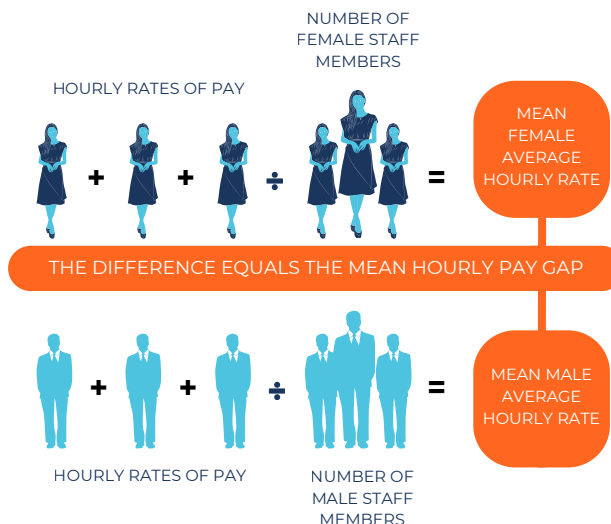 NUMBER OF
FEMALE STAFF
MEMBERS
HOURLY RATES OF PAY
+ + ÷ =
MEAN
FEMALE
AVERAGE
HOURLY RATE
THE DIFFERENCE EQUALS THE MEAN HOURLY PAY GAP
+ + ÷ =
MEAN MALE
AVERAGE
HOURLY RATE
HOURLY RATES OF PAY
NUMBER OF
MALE STAFF
MEMBERS